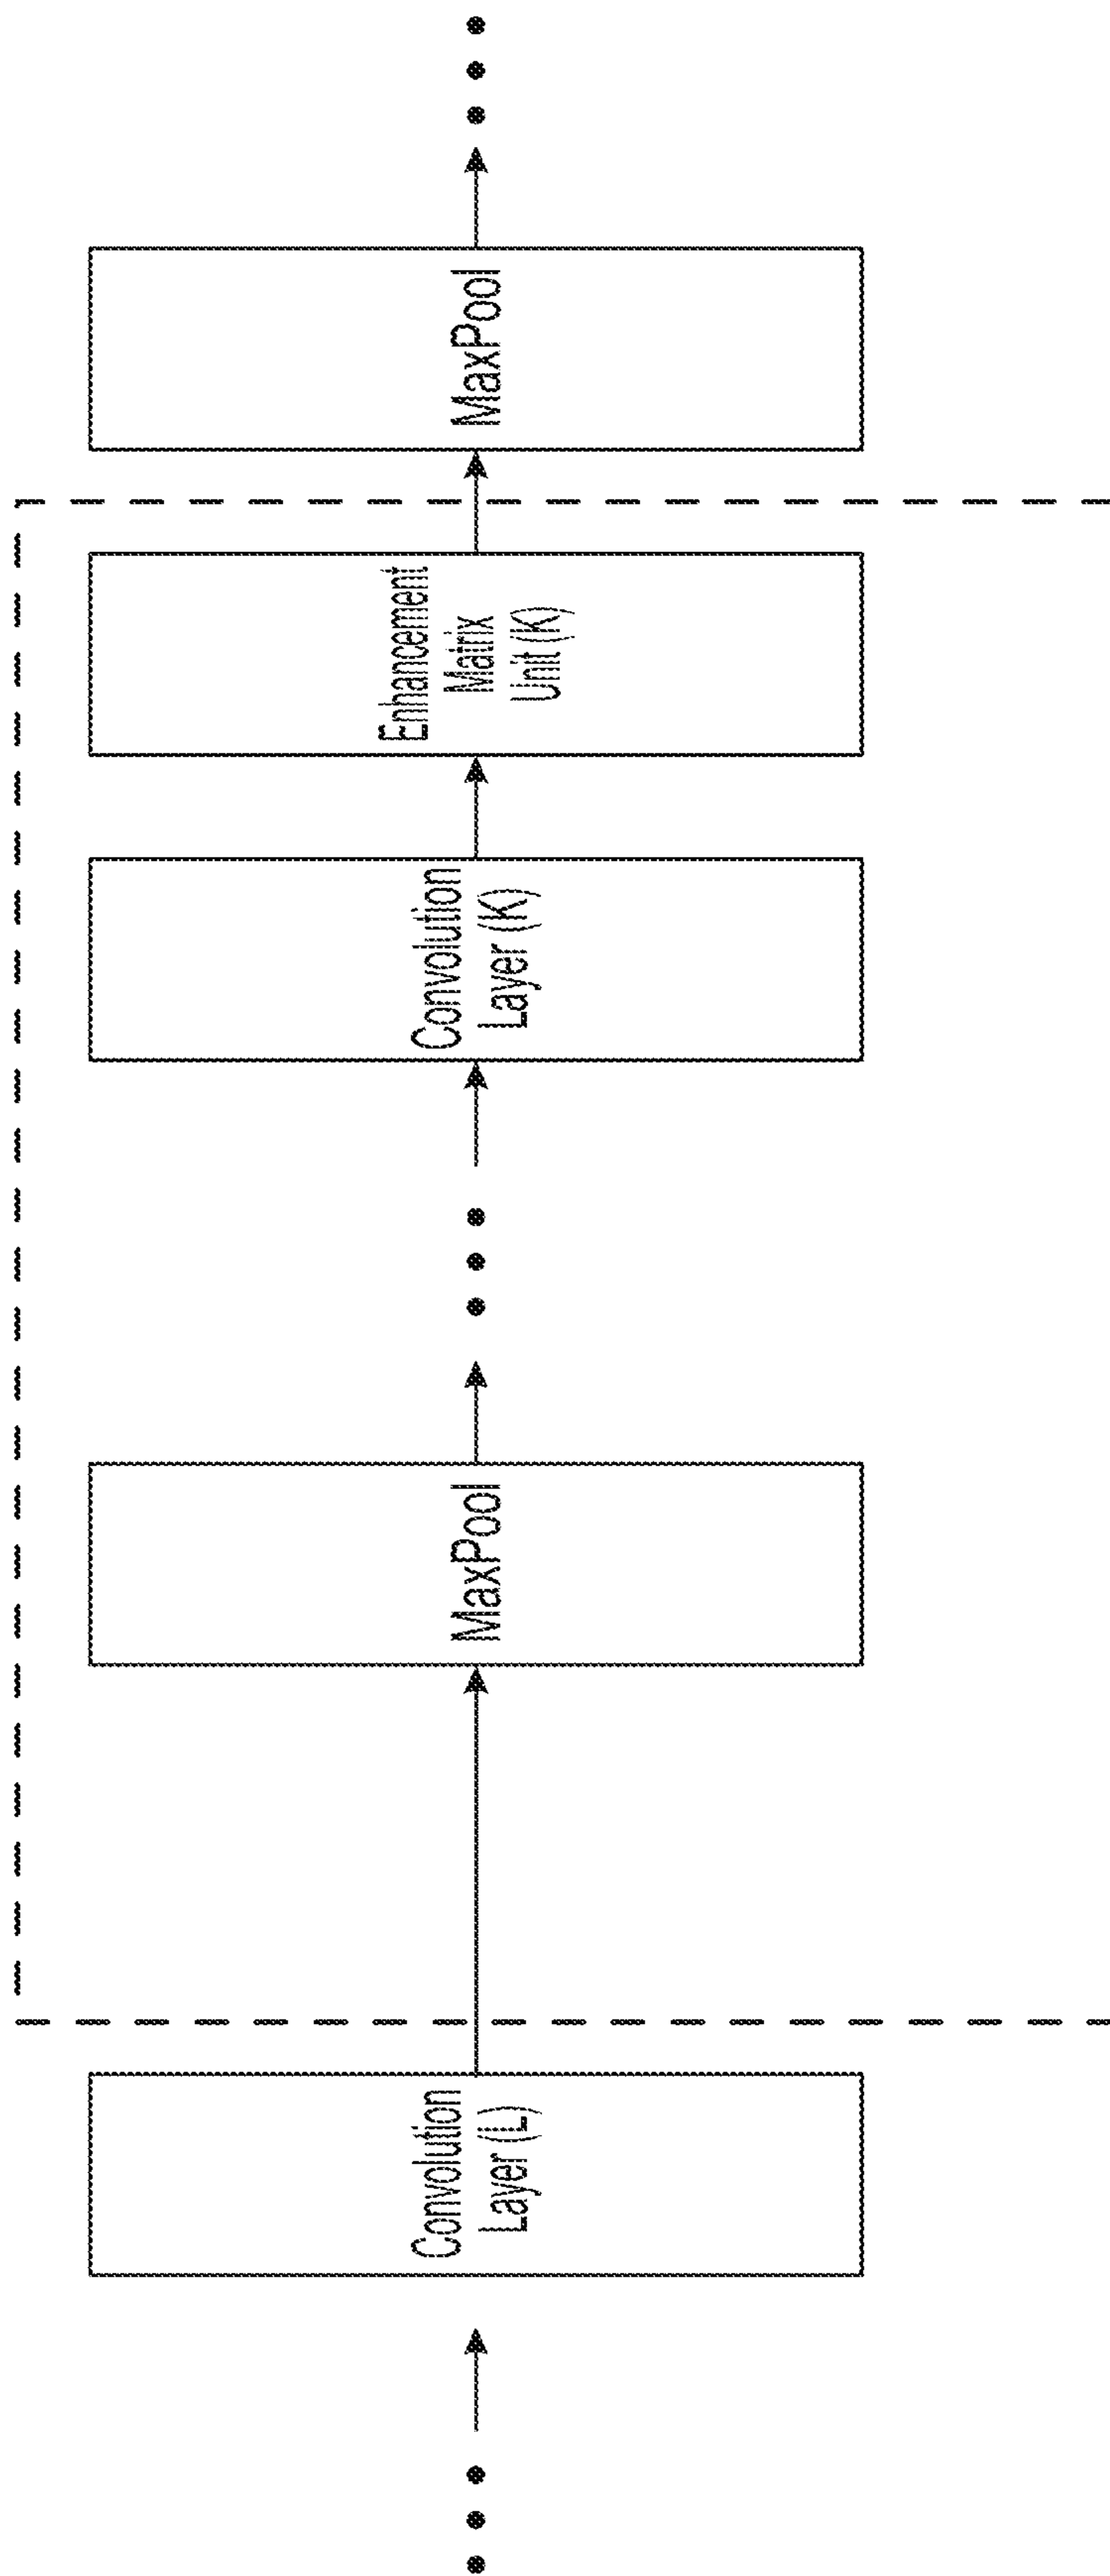 Convolution
Layer (L)
MaxPool
Convolution
Layer (K)
Enhancement
Matrix
Unit (K)
MaxPool